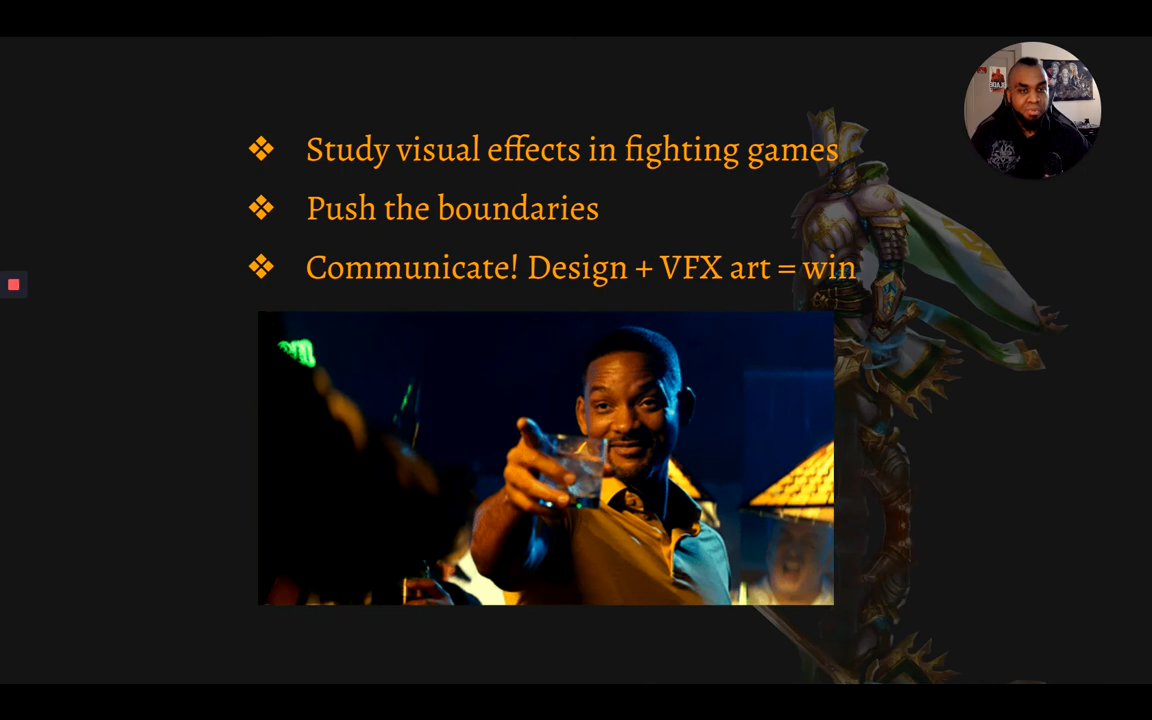 ❖ Study visual effects in fighting games
❖ Push the boundaries
❖ Communicate! Design + VFX art = win